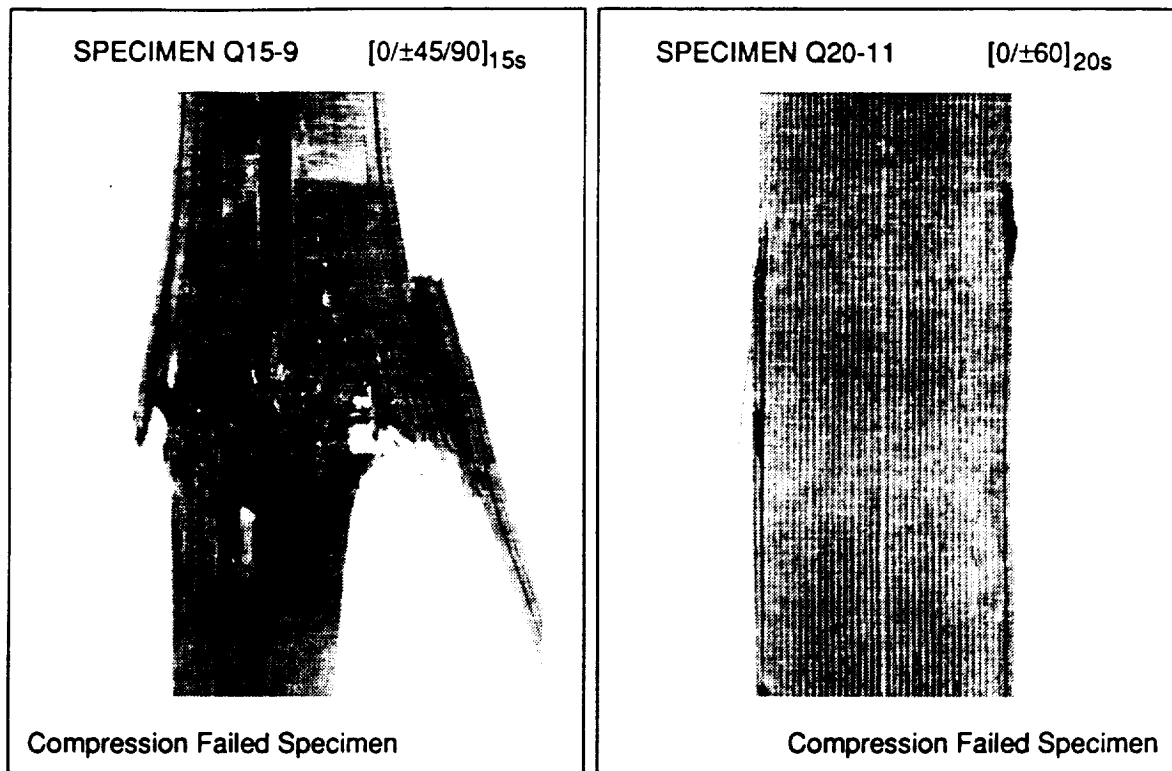 SPECIMEN Q15-9 [0/±45/90]15s
Compression Failed Specimen
SPECIMEN Q20-11 [0/±60]20s
Compression Failed Specimen